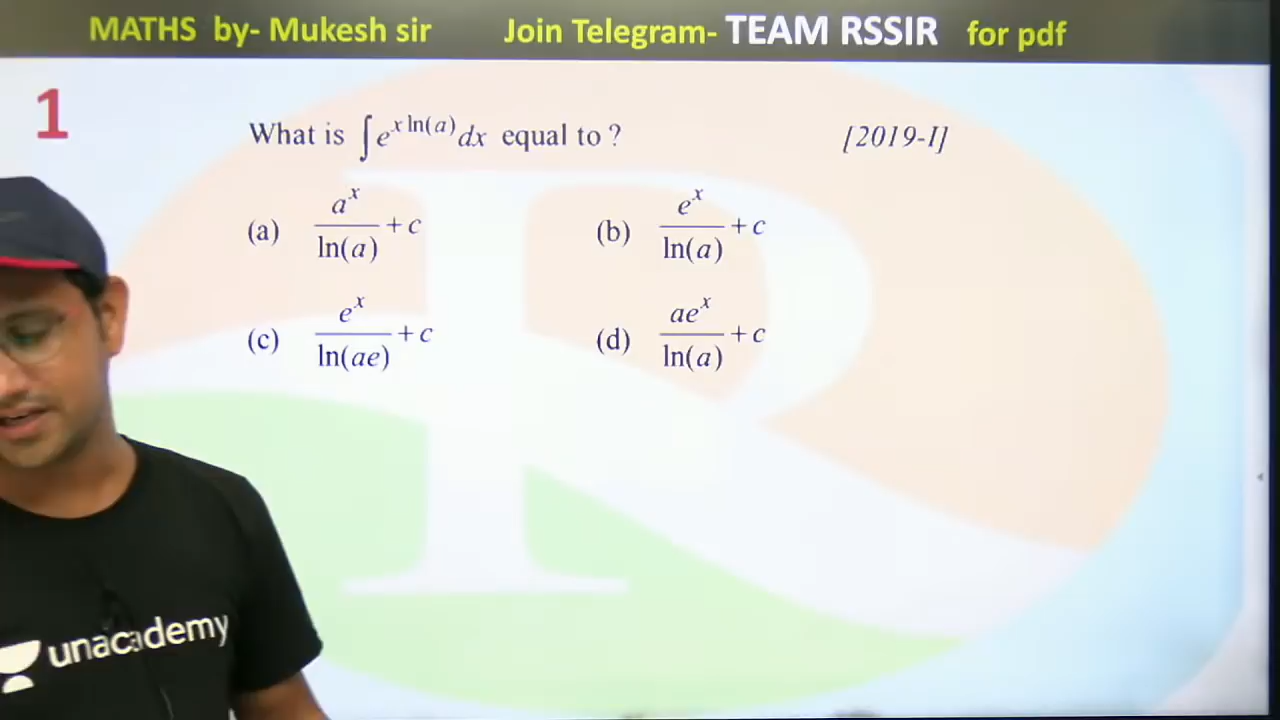 MATHS by- Mukesh sir Join Telegram- TEAM RSSIR for pdf
1
What is ∫e^{x ln(a)} dx equal to ? [2019-I]
(a) a^x/ln(a) + c (b) e^x/ln(a) + c
(c) e^x/ln(ae) + c (d) ae^x/ln(a) + c
unacademy